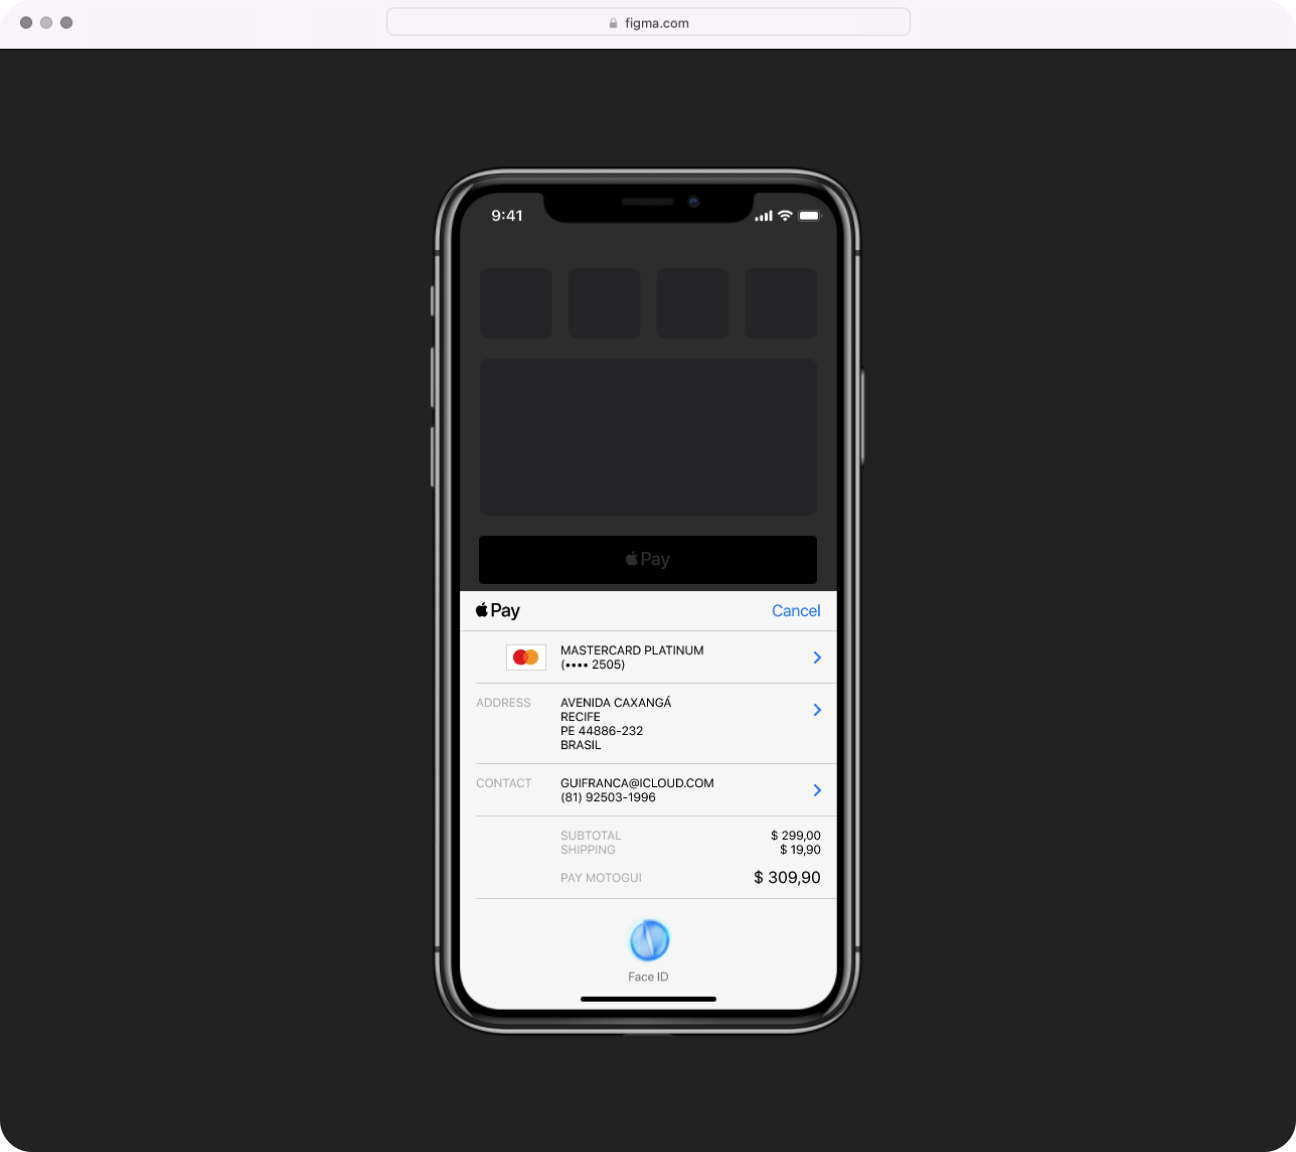 figma.com
9:41
Pay
Pay
Cancel
MASTERCARD PLATINUM
(•••• 2505)
ADDRESS
AVENIDA CAXANGÁ
RECIFE
PE 44886-232
BRASIL
CONTACT
GUIFRANCA@ICLOUD.COM
(81) 92503-1996
SUBTOTAL $ 299,00
SHIPPING $ 19,90
PAY MOTOGUI $ 309,90
Face ID